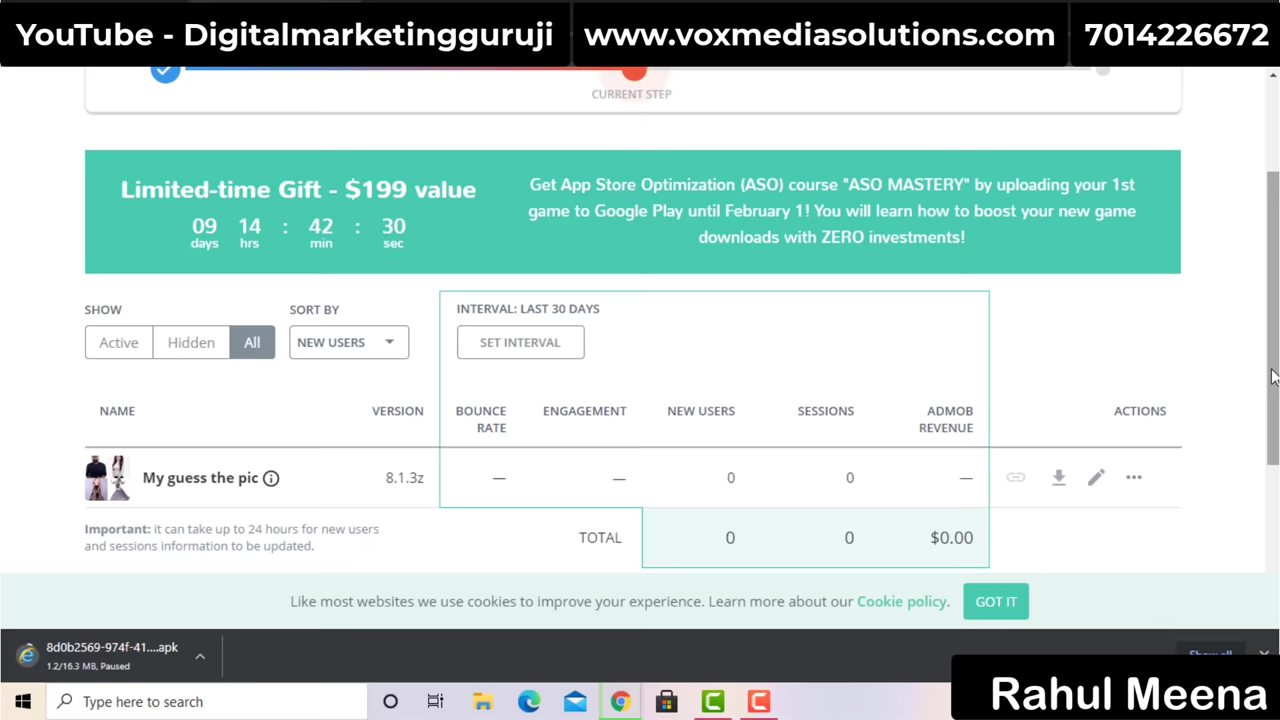 YouTube - Digitalmarketingguruji
www.voxmediasolutions.com
7014226672
CURRENT STEP
Limited-time Gift - $199 value
09 14 : 42 : 30
days hrs min sec
Get App Store Optimization (ASO) course "ASO MASTERY" by uploading your 1st
game to Google Play until February 1! You will learn how to boost your new game
downloads with ZERO investments!
SHOW
Active Hidden All
SORT BY
NEW USERS
INTERVAL: LAST 30 DAYS
SET INTERVAL
NAME VERSION BOUNCE ENGAGEMENT NEW USERS SESSIONS ADMOB ACTIONS
RATE REVENUE
My guess the pic 8.1.3z — — 0 0 —
Important: it can take up to 24 hours for new users
and sessions information to be updated.
TOTAL 0 0 $0.00
Like most websites we use cookies to improve your experience. Learn more about our Cookie policy. GOT IT
8d0b2569-974f-41....apk
1.2/16.3 MB, Paused
Show all
Type here to search
Rahul Meena